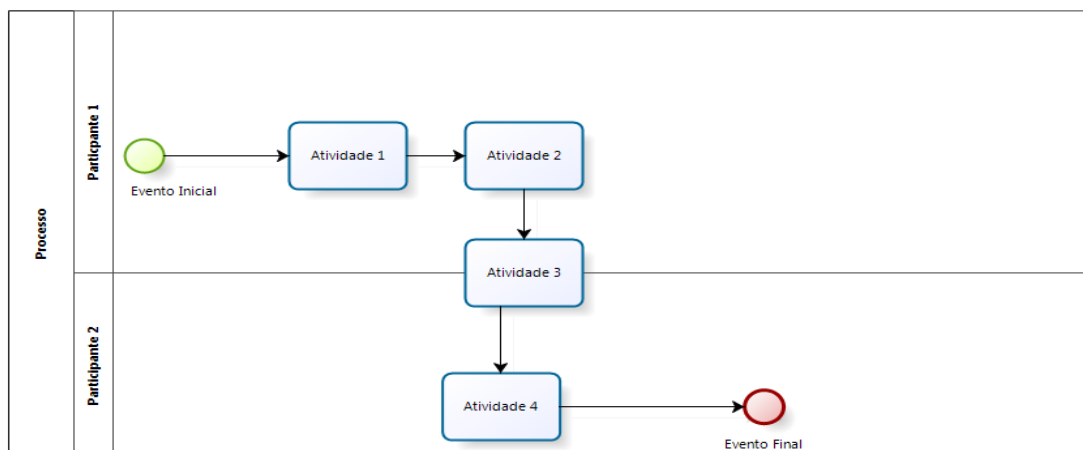 Processo
Particpante 1
Evento Inicial
Atividade 1
Atividade 2
Atividade 3
Participante 2
Atividade 4
Evento Final